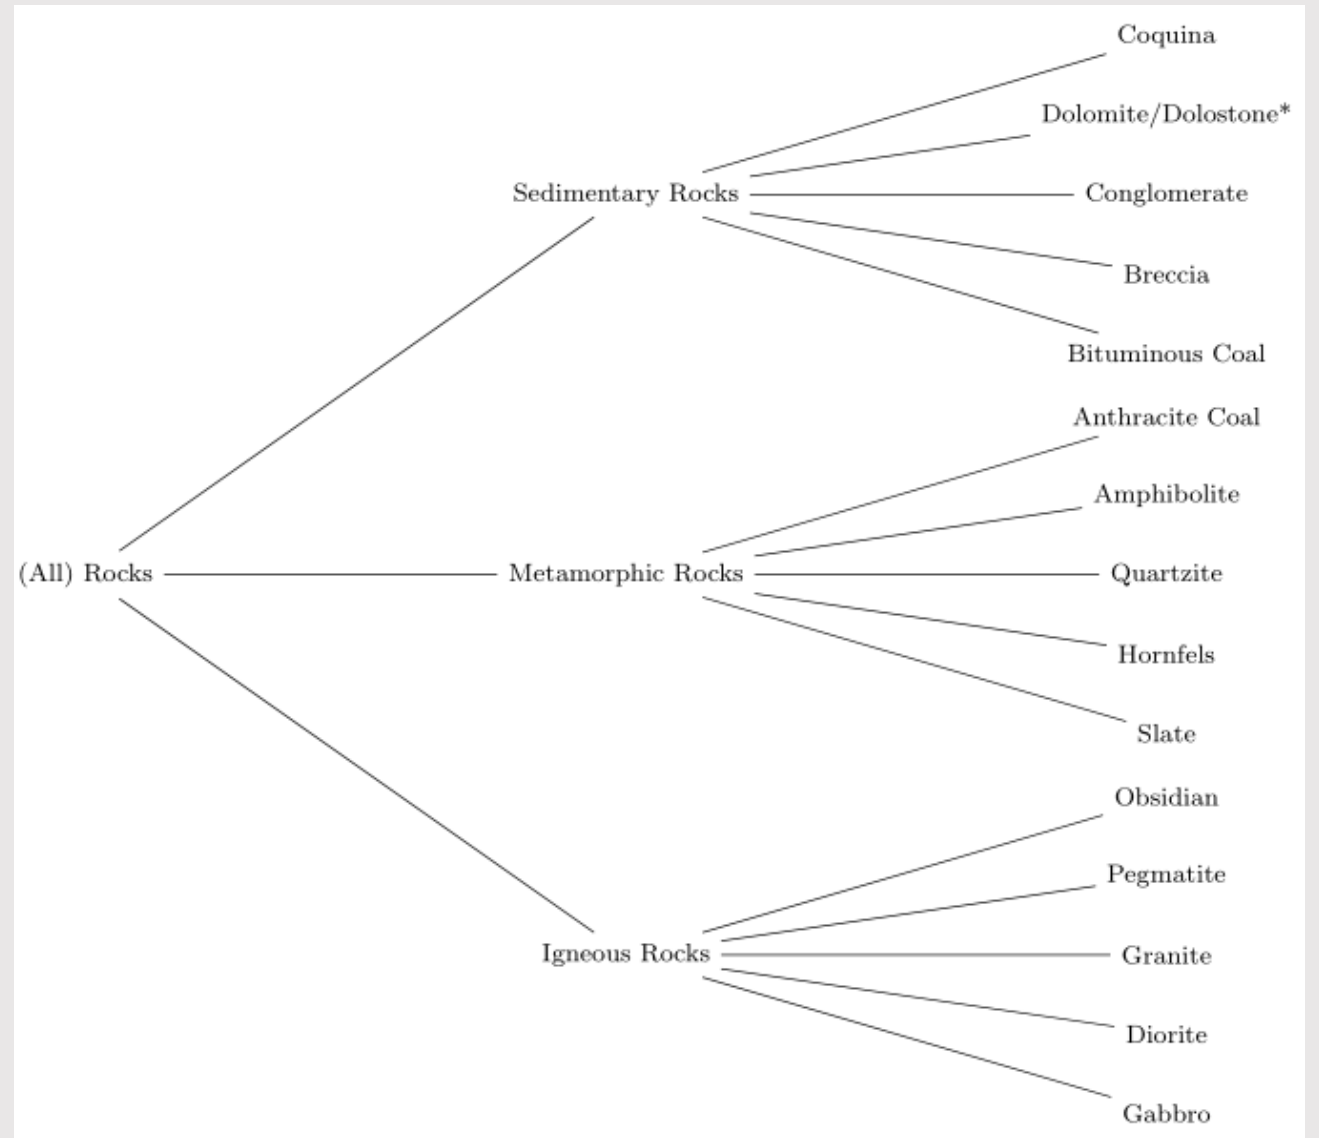 Coquina
Dolomite/Dolostone*
Sedimentary Rocks
Conglomerate
Breccia
Bituminous Coal
Anthracite Coal
Amphibolite
(All) Rocks
Metamorphic Rocks
Quartzite
Hornfels
Slate
Obsidian
Pegmatite
Igneous Rocks
Granite
Diorite
Gabbro